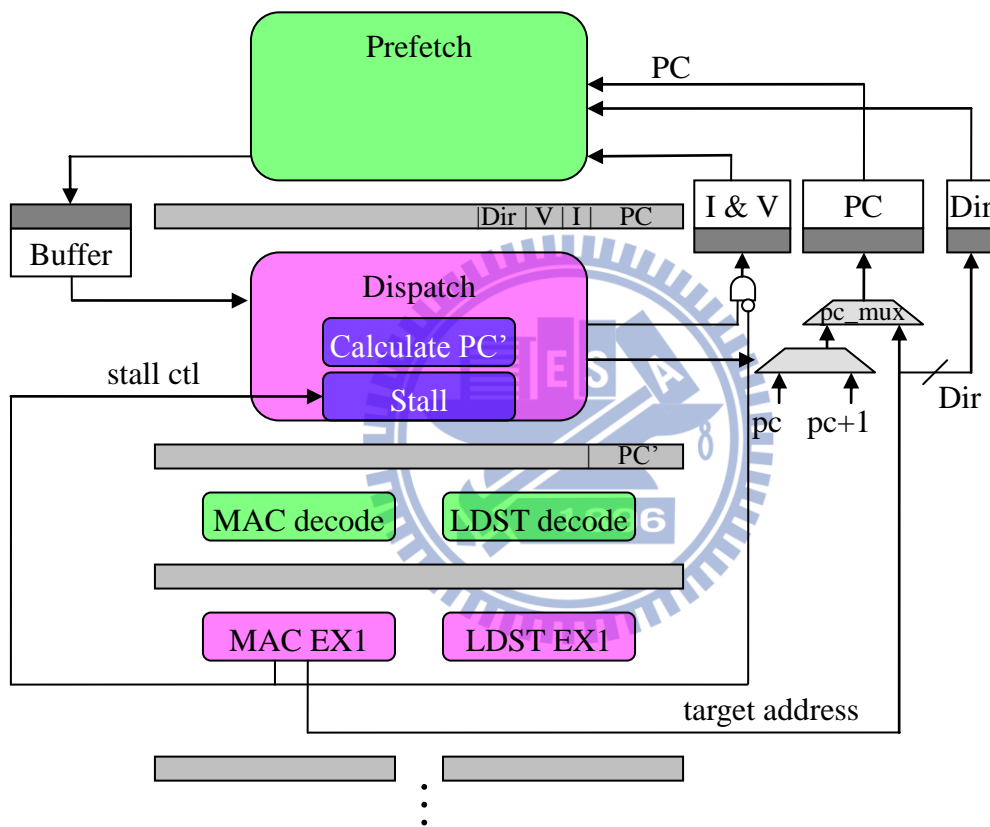 Prefetch
PC
|Dir | V | I | PC
I & V
PC
Dir
Buffer
Dispatch
pc_mux
Calculate PC’
stall ctl
Stall
Dir
pc
pc+1
PC’
MAC decode
LDST decode
1896
MAC EX1
LDST EX1
target address